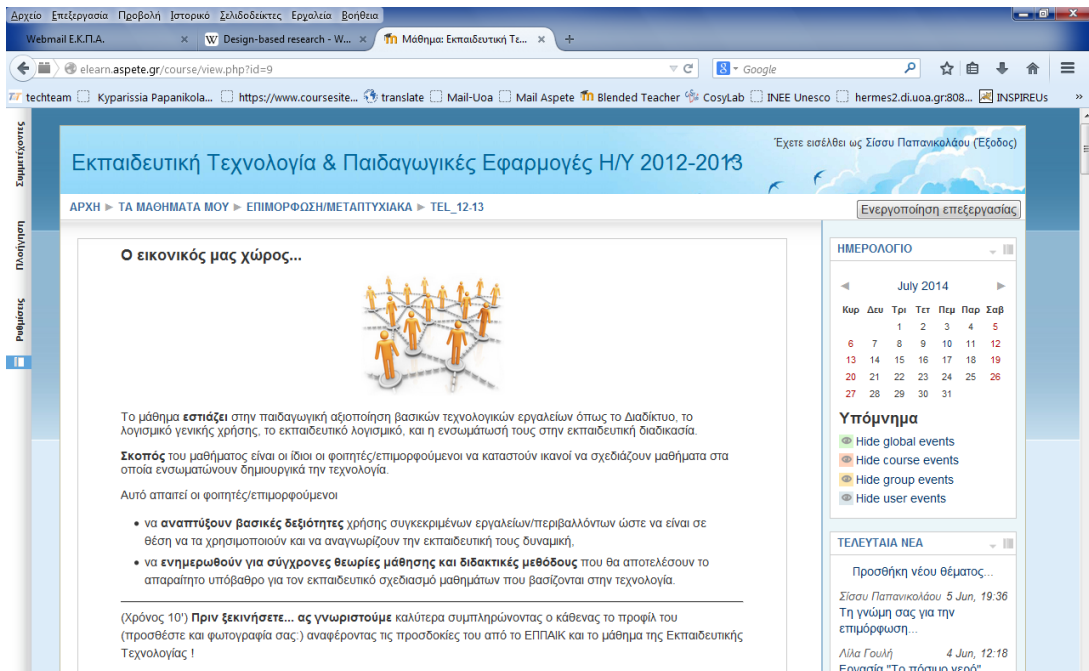 Αρχείο Επεξεργασία Προβολή Ιστορικό Σελιδοδείκτες Εργαλεία Βοήθεια
Webmail Ε.Κ.Π.Α. × W Design-based research - W... × Μάθημα: Εκπαιδευτική Τε... × +
elearn.aspete.gr/course/view.php?id=9
Google
techteam Kyparissia Papanikola... https://www.coursesite... translate Mail-Uoa Mail Aspete Blended Teacher CosyLab INEE Unesco hermes2.di.uoa.gr:808... INSPIREUs »
Συμμετέχοντες
Πλοήγηση
Ρυθμίσεις
Έχετε εισέλθει ως Σίσσυ Παπανικολάου (Έξοδος)
Εκπαιδευτική Τεχνολογία & Παιδαγωγικές Εφαρμογές Η/Υ 2012-2013
ΑΡΧΗ ► ΤΑ ΜΑΘΗΜΑΤΑ ΜΟΥ ► ΕΠΙΜΟΡΦΩΣΗ/ΜΕΤΑΠΤΥΧΙΑΚΑ ► TEL_12-13
Ενεργοποίηση επεξεργασίας
Ο εικονικός μας χώρος...
Το μάθημα εστιάζει στην παιδαγωγική αξιοποίηση βασικών τεχνολογικών εργαλείων όπως το Διαδίκτυο, το
λογισμικό γενικής χρήσης, το εκπαιδευτικό λογισμικό, και η ενσωμάτωσή τους στην εκπαιδευτική διαδικασία.
Σκοπός του μαθήματος είναι οι ίδιοι οι φοιτητές/επιμορφούμενοι να καταστούν ικανοί να σχεδιάζουν μαθήματα στα
οποία ενσωματώνουν δημιουργικά την τεχνολογία.
Αυτό απαιτεί οι φοιτητές/επιμορφούμενοι
• να αναπτύξουν βασικές δεξιότητες χρήσης συγκεκριμένων εργαλείων/περιβαλλόντων ώστε να είναι σε
θέση να τα χρησιμοποιούν και να αναγνωρίζουν την εκπαιδευτική τους δυναμική,
• να ενημερωθούν για σύγχρονες θεωρίες μάθησης και διδακτικές μεθόδους που θα αποτελέσουν το
απαραίτητο υπόβαθρο για τον εκπαιδευτικό σχεδιασμό μαθημάτων που βασίζονται στην τεχνολογία.
(Χρόνος 10') Πριν ξεκινήσετε... ας γνωριστούμε καλύτερα συμπληρώνοντας ο κάθενας το προφίλ του
(προσθέστε και φωτογραφία σας:) αναφέροντας τις προσδοκίες του από το ΕΠΠΑΙΚ και το μάθημα της Εκπαιδευτικής
Τεχνολογίας !
ΗΜΕΡΟΛΟΓΙΟ
◄ July 2014 ►
Κυρ Δευ Τρι Τετ Πεμ Παρ Σαβ
1 2 3 4 5
6 7 8 9 10 11 12
13 14 15 16 17 18 19
20 21 22 23 24 25 26
27 28 29 30 31
Υπόμνημα
Hide global events
Hide course events
Hide group events
Hide user events
ΤΕΛΕΥΤΑΙΑ ΝΕΑ
Προσθήκη νέου θέματος...
Σίσσυ Παπανικολάου 5 Jun, 19:36
Τη γνώμη σας για την
επιμόρφωση...
Λίλα Γουλή 4 Jun, 12:18
Εργασία "Το πόσιμο νερό"